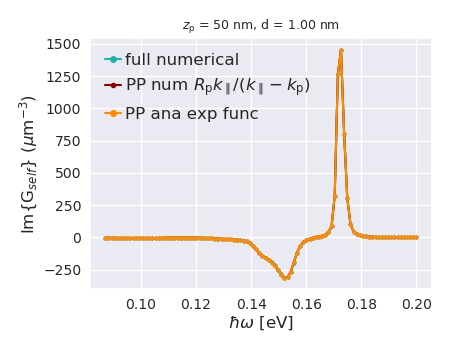 z_p = 50 nm, d = 1.00 nm
1500
1250
1000
750
500
250
0
−250
Im{G_self} (μm⁻³)
full numerical
PP num R_p k_∥/(k_∥ − k_p)
PP ana exp func
0.10 0.12 0.14 0.16 0.18 0.20
ħω [eV]